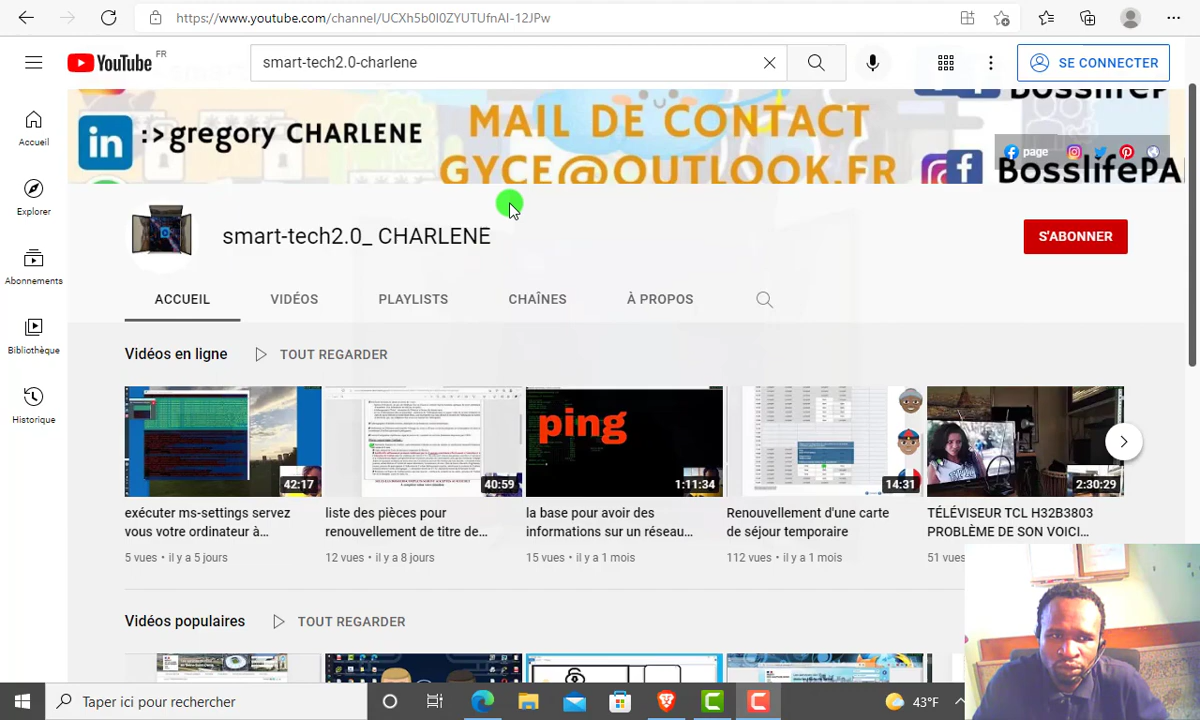 https://www.youtube.com/channel/UCXh5b0I0ZYUTUfnAI-12JPw
YouTube FR
smart-tech2.0-charlene
SE CONNECTER
in :>gregory CHARLENE
MAIL DE CONTACT
GYCE@OUTLOOK.FR
BosslifeP
page
BosslifePA
Accueil
Explorer
Abonnements
Bibliothèque
Historique
smart-tech2.0_ CHARLENE
S'ABONNER
ACCUEIL VIDÉOS PLAYLISTS CHAÎNES À PROPOS
Vidéos en ligne TOUT REGARDER
ping
42:17 40:59 1:11:34 14:31 2:30:29
exécuter ms-settings servez
vous votre ordinateur à…
5 vues • il y a 5 jours
liste des pièces pour
renouvellement de titre de…
12 vues • il y a 8 jours
la base pour avoir des
informations sur un réseau…
15 vues • il y a 1 mois
Renouvellement d'une carte
de séjour temporaire
112 vues • il y a 1 mois
TÉLÉVISEUR TCL H32B3803
PROBLÈME DE SON VOICI…
51 vues
Vidéos populaires TOUT REGARDER
Taper ici pour rechercher
43°F